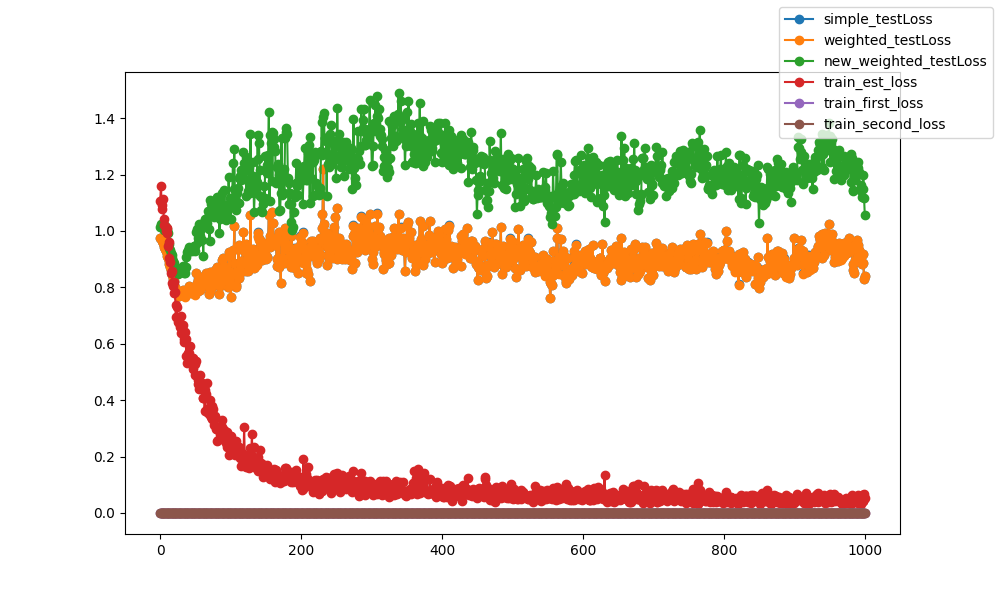 simple_testLoss
weighted_testLoss
new_weighted_testLoss
train_est_loss
train_first_loss
train_second_loss
1.4
1.2
1.0
0.8
0.6
0.4
0.2
0.0
0 200 400 600 800 1000